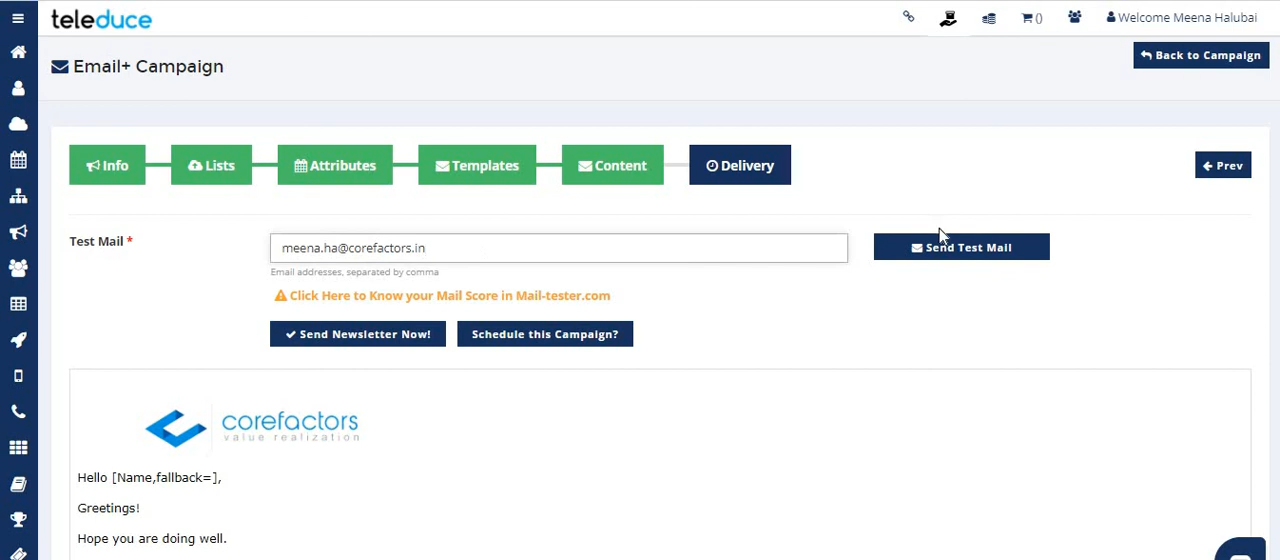 teleduce
()
Welcome Meena Halubai
Email+ Campaign
Back to Campaign
Info
Lists
Attributes
Templates
Content
Delivery
Prev
Test Mail *
meena.ha@corefactors.in
Send Test Mail
Email addresses, separated by comma
Click Here to Know your Mail Score in Mail-tester.com
Send Newsletter Now!
Schedule this Campaign?
corefactors
value realization
Hello [Name,fallback=],
Greetings!
Hope you are doing well.